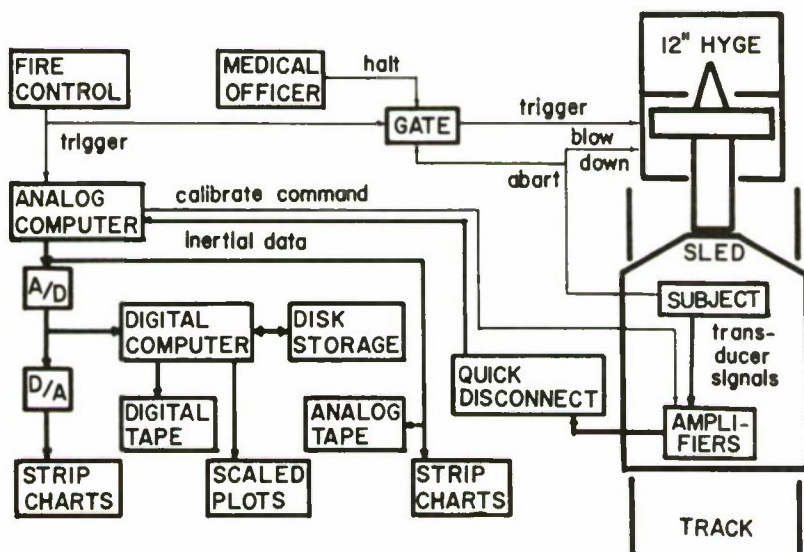 12" HYGE
FIRE
CONTROL
MEDICAL
OFFICER
halt
GATE
trigger
trigger
blow
down
abart
ANALOG
COMPUTER
calibrate command
inertial data
SLED
SUBJECT
A/D
DIGITAL
COMPUTER
DISK
STORAGE
trans-
ducer
signals
D/A
QUICK
DISCONNECT
DIGITAL
TAPE
ANALOG
TAPE
AMPLI-
FIERS
STRIP
CHARTS
SCALED
PLOTS
STRIP
CHARTS
TRACK